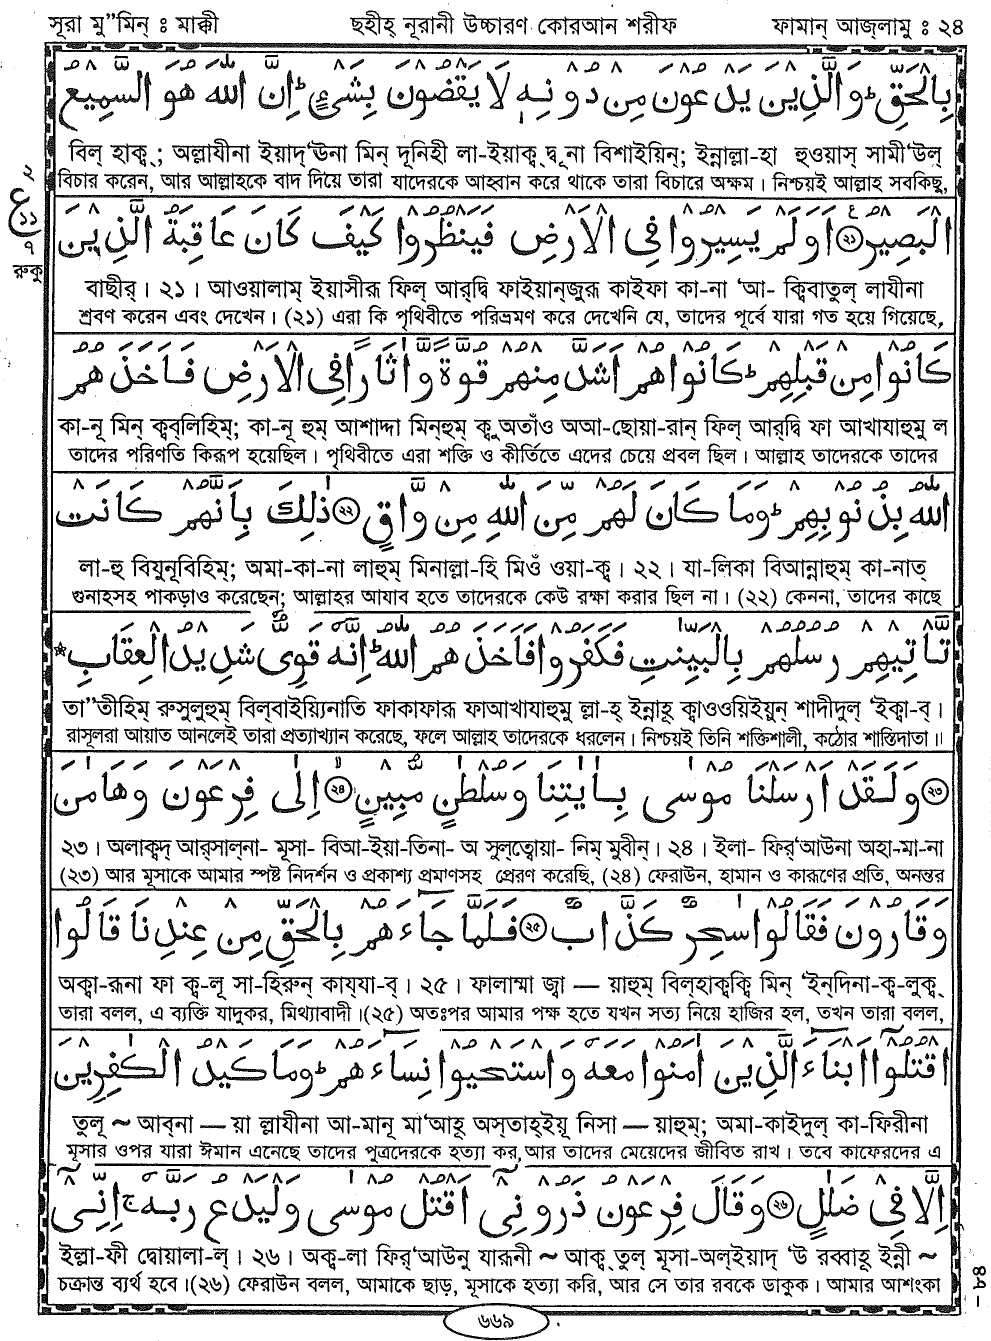 সূরা মু"মিন্ ঃ মাক্কী ছহীহ্ নূরানী উচ্চারণ কোরআন শরীফ ফামান্ আজ্লামু ঃ ২৪
بِالْحَقِّ ؕ وَالَّذِيْنَ يَدْعُوْنَ مِنْ دُوْنِهٖ لَا يَقْضُوْنَ بِشَيْءٍ ؕ اِنَّ اللّٰهَ هُوَ السَّمِيْعُ
বিল্ হাক্ব্ ; অল্লাযীনা ইয়াদ্'ঊনা মিন্ দূনিহী লা-ইয়াক্ব্দ্বূনা বিশাইয়িন্; ইন্নাল্লা-হা হুওয়াস্ সামী'উল্
বিচার করেন, আর আল্লাহকে বাদ দিয়ে তারা যাদেরকে আহ্বান করে থাকে তারা বিচারে অক্ষম । নিশ্চয়ই আল্লাহ সবকিছু,
২
ع
১১
৭
রুকু
الْبَصِيْرُ ﴿২১﴾ اَوَلَمْ يَسِيْرُوْا فِي الْاَرْضِ فَيَنْظُرُوْا كَيْفَ كَانَ عَاقِبَةُ الَّذِيْنَ
বাছীর্ । ২১ । আওয়ালাম্ ইয়াসীরূ ফিল্ আর্দ্বি ফাইয়ান্জুরূ কাইফা কা-না 'আ- ক্বিবাতুল্ লাযীনা
শ্রবণ করেন এবং দেখেন । (২১) এরা কি পৃথিবীতে পরিভ্রমণ করে দেখেনি যে, তাদের পূর্বে যারা গত হয়ে গিয়েছে,
كَانُوْا مِنْ قَبْلِهِمْ ؕ كَانُوْا هُمْ اَشَدَّ مِنْهُمْ قُوَّةً وَّاٰثَارًا فِي الْاَرْضِ فَاَخَذَهُمُ
কা-নূ মিন্ ক্বব্লিহিম্; কা-নূ হুম্ আশাদ্দা মিন্হুম্ ক্বুওয়াতাঁও অআ-ছোয়া-রান্ ফিল্ আর্দ্বি ফা আখাযাহুমু ল
তাদের পরিণতি কিরূপ হয়েছিল । পৃথিবীতে এরা শক্তি ও কীর্তিতে এদের চেয়ে প্রবল ছিল । আল্লাহ তাদেরকে তাদের
اللّٰهُ بِذُنُوْبِهِمْ ؕ وَمَا كَانَ لَهُمْ مِّنَ اللّٰهِ مِنْ وَّاقٍ ﴿২২﴾ ذٰلِكَ بِاَنَّهُمْ كَانَتْ
লা-হু বিযুনূবিহিম্; অমা-কা-না লাহুম্ মিনাল্লা-হি মিওঁ ওয়া-ক্ব । ২২ । যা-লিকা বিআন্নাহুম্ কা-নাত্
গুনাহসহ পাকড়াও করেছেন; আল্লাহর আযাব হতে তাদেরকে কেউ রক্ষা করার ছিল না । (২২) কেননা, তাদের কাছে
تَّاْتِيْهِمْ رُسُلُهُمْ بِالْبَيِّنٰتِ فَكَفَرُوْا فَاَخَذَهُمُ اللّٰهُ ؕ اِنَّهٗ قَوِيٌّ شَدِيْدُ الْعِقَابِ *
তা"তীহিম্ রুসুলুহুম্ বিল্বাইয়্যিনাতি ফাকাফারূ ফাআখাযাহুমু ল্লা-হ্ ইন্নাহূ ক্বাওওয়িইয়ুন্ শাদীদুল্ 'ইক্বা-ব্ ।
রাসূলরা আয়াত আনলেই তারা প্রত্যাখ্যান করেছে, ফলে আল্লাহ তাদেরকে ধরলেন । নিশ্চয়ই তিনি শক্তিশালী, কঠোর শাস্তিদাতা ॥
﴿২৩﴾ وَلَقَدْ اَرْسَلْنَا مُوْسٰى بِاٰيٰتِنَا وَسُلْطٰنٍ مُّبِيْنٍ ﴿২৪﴾ اِلٰى فِرْعَوْنَ وَهَامٰنَ
২৩ । অলাক্বদ্ আর্সাল্না- মূসা- বিআ-ইয়া-তিনা- অ সুল্ত্বোয়া- নিম্ মুবীন্ । ২৪ । ইলা- ফির্'আউনা অহা-মা-না
(২৩) আর মূসাকে আমার স্পষ্ট নিদর্শন ও প্রকাশ্য প্রমাণসহ প্রেরণ করেছি, (২৪) ফেরাউন, হামান ও কারূণের প্রতি, অনন্তর
وَقَارُوْنَ فَقَالُوْا سٰحِرٌ كَذَّابٌ ﴿২৫﴾ فَلَمَّا جَآءَهُمْ بِالْحَقِّ مِنْ عِنْدِنَا قَالُوا
অক্বা-রূনা ফা ক্ব-লূ সা-হিরুন্ কায্যা-ব্ । ২৫ । ফালাম্মা জ্বা — য়াহুম্ বিল্হাক্বক্বি মিন্ 'ইন্দিনা-ক্ব-লুক্ব্
তারা বলল, এ ব্যক্তি যাদুকর, মিথ্যাবাদী । (২৫) অতঃপর আমার পক্ষ হতে যখন সত্য নিয়ে হাজির হল, তখন তারা বলল,
اقْتُلُوْٓا اَبْنَآءَ الَّذِيْنَ اٰمَنُوْا مَعَهٗ وَاسْتَحْيُوْا نِسَآءَهُمْ ؕ وَمَا كَيْدُ الْكٰفِرِيْنَ
তুলূ ~ আব্না — য়া ল্লাযীনা আ-মানূ মা'আহূ অস্তাহ্ইয়ূ নিসা — য়াহুম্; অমা-কাইদুল্ কা-ফিরীনা
মূসার ওপর যারা ঈমান এনেছে তাদের পুত্রদেরকে হত্যা কর, আর তাদের মেয়েদের জীবিত রাখ । তবে কাফেরদের এ
اِلَّا فِيْ ضَلٰلٍ ﴿২৬﴾ وَقَالَ فِرْعَوْنُ ذَرُوْنِيْٓ اَقْتُلْ مُوْسٰى وَلْيَدْعُ رَبَّهٗ ۚ اِنِّيْٓ
ইল্লা-ফী দ্বোয়ালা-ল্ । ২৬ । অক্ব-লা ফির্'আউনু যারূনী ~ আক্ব্তুল্ মূসা-অল্ইয়াদ্ 'উ রব্বাহূ ইন্নী ~
চক্রান্ত ব্যর্থ হবে । (২৬) ফেরাউন বলল, আমাকে ছাড়, মূসাকে হত্যা করি, আর সে তার রবকে ডাকুক । আমার আশংকা
৬৬৯